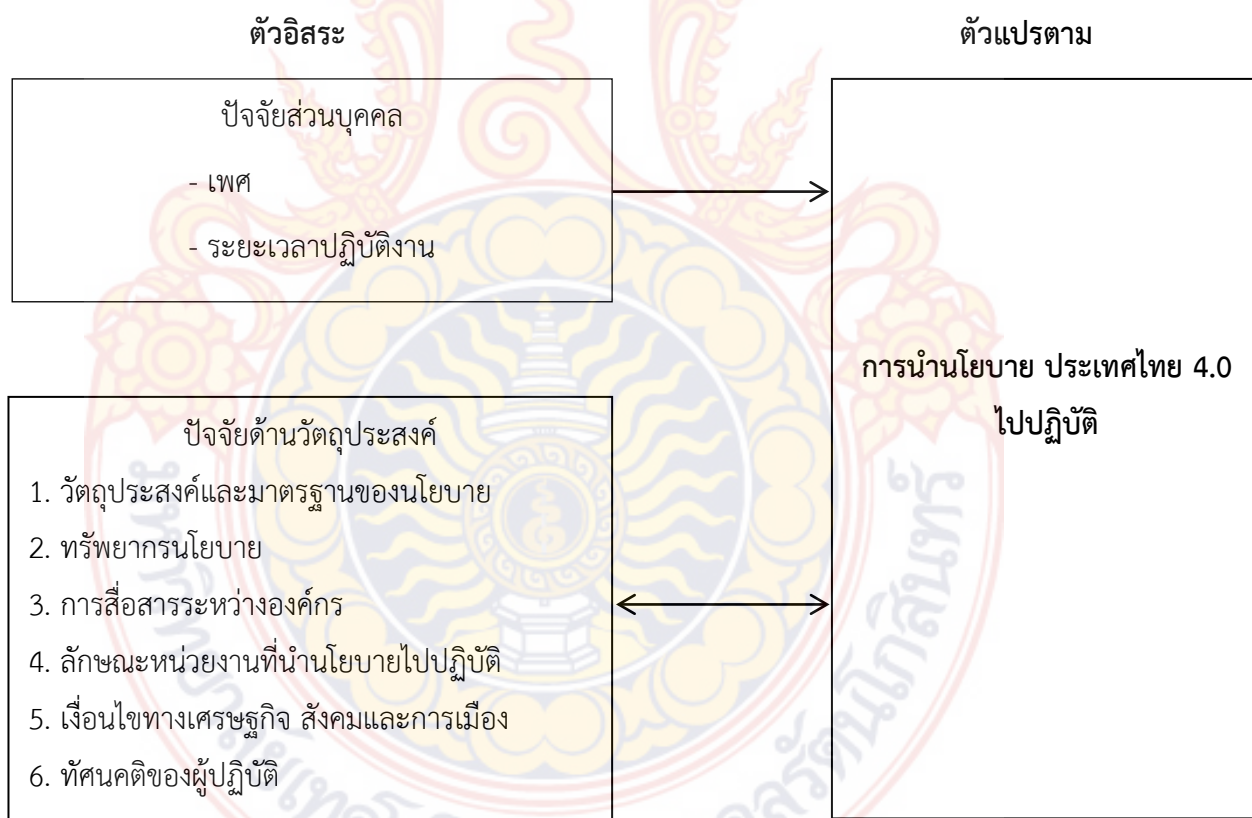 ตัวอิสระ
ตัวแปรตาม
ปัจจัยส่วนบุคคล
- เพศ
- ระยะเวลาปฏิบัติงาน
ปัจจัยด้านวัตถุประสงค์
1. วัตถุประสงค์และมาตรฐานของนโยบาย
2. ทรัพยากรนโยบาย
3. การสื่อสารระหว่างองค์กร
4. ลักษณะหน่วยงานที่นำนโยบายไปปฏิบัติ
5. เงื่อนไขทางเศรษฐกิจ สังคมและการเมือง
6. ทัศนคติของผู้ปฏิบัติ
การนำนโยบาย ประเทศไทย 4.0
ไปปฏิบัติ